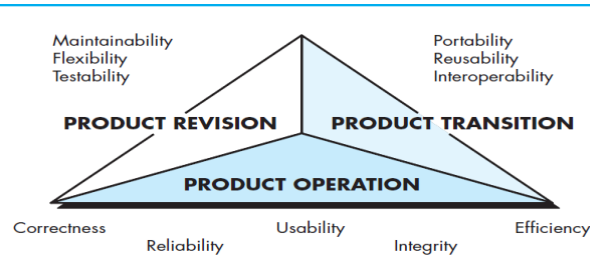 Maintainability
Flexibility
Testability
Portability
Reusability
Interoperability
PRODUCT REVISION
PRODUCT TRANSITION
PRODUCT OPERATION
Correctness
Usability
Efficiency
Reliability
Integrity